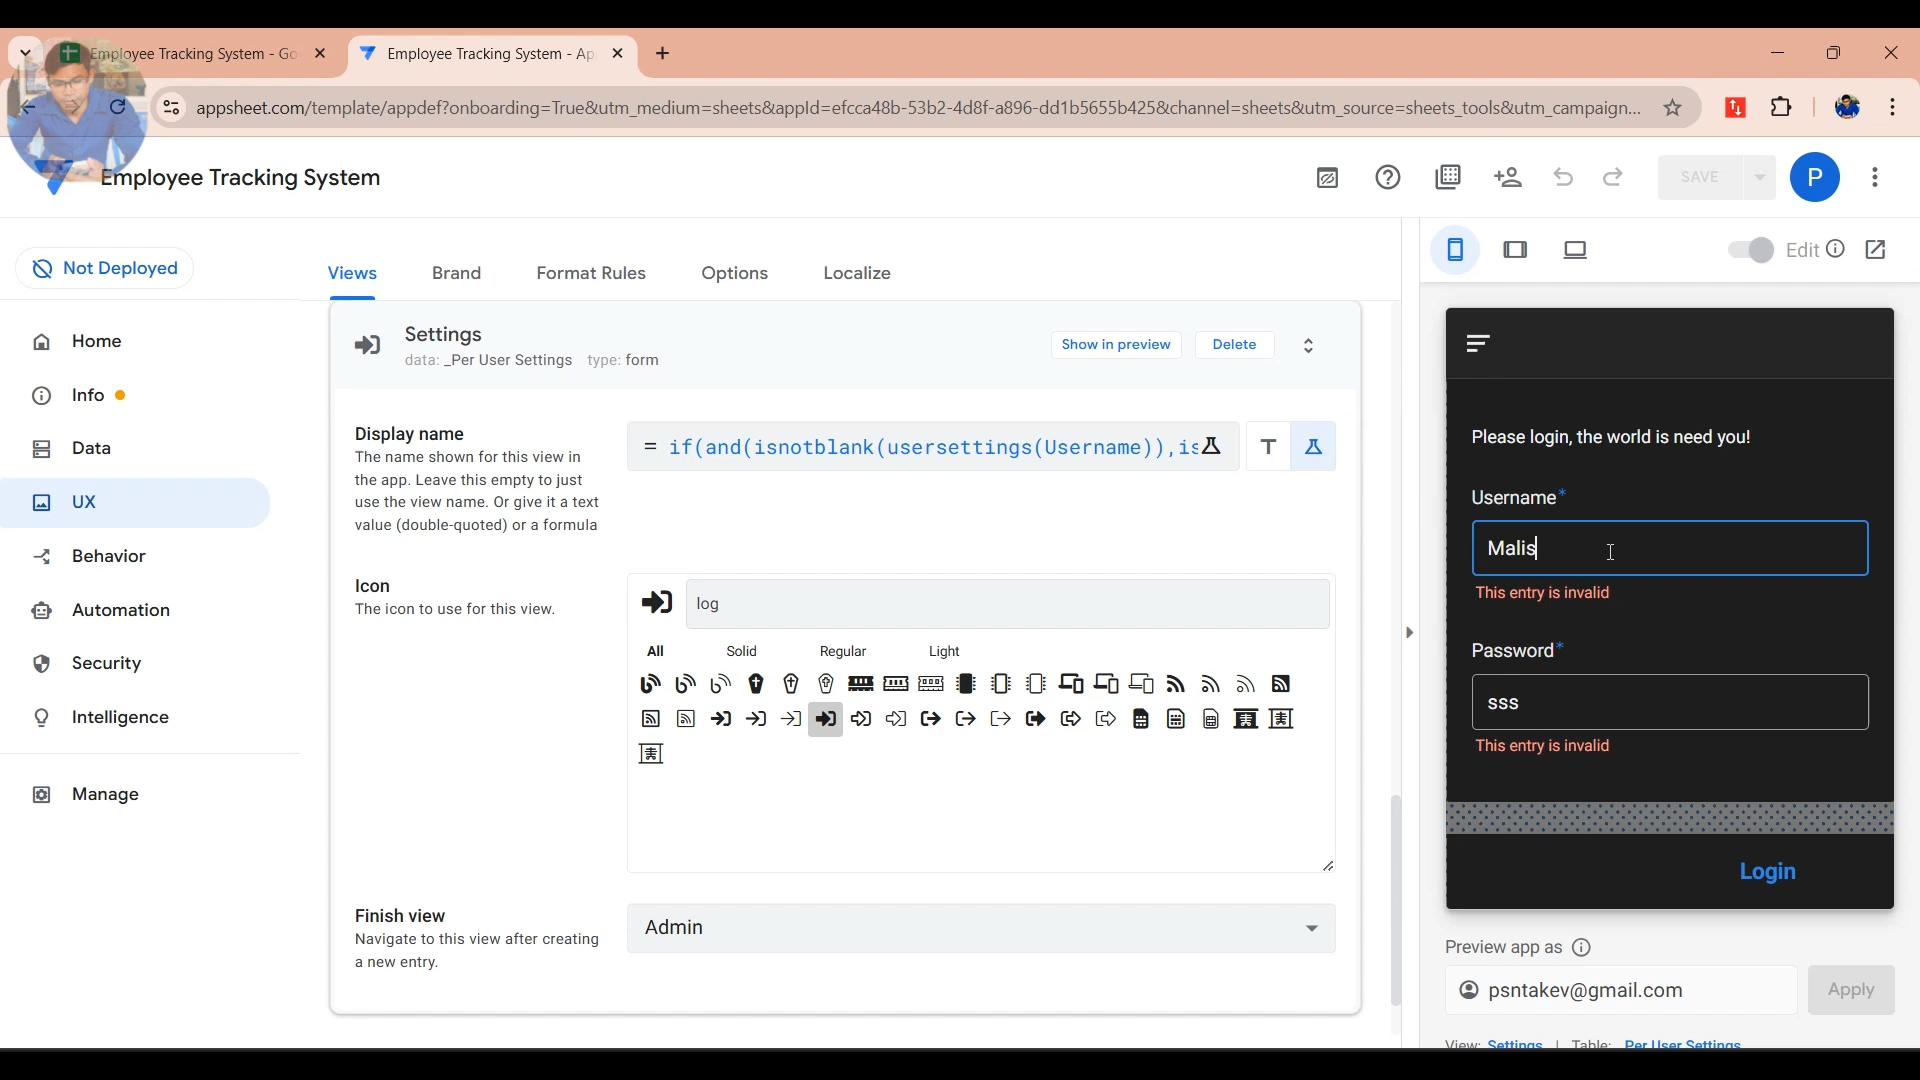 Employee Tracking System - Go
Employee Tracking System - Ap
appsheet.com/template/appdef?onboarding=True&utm_medium=sheets&appId=efcca48b-53b2-4d8f-a896-dd1b5655b425&channel=sheets&utm_source=sheets_tools&utm_campaign...
Employee Tracking System
SAVE
P
Not Deployed
Views
Brand
Format Rules
Options
Localize
Edit
Home
Info
Data
UX
Behavior
Automation
Security
Intelligence
Manage
Settings
data: _Per User Settings type: form
Show in preview
Delete
Display name
The name shown for this view in
the app. Leave this empty to just
use the view name. Or give it a text
value (double-quoted) or a formula
= if(and(isnotblank(usersettings(Username)),is
T
Icon
The icon to use for this view.
log
All
Solid
Regular
Light
Finish view
Navigate to this view after creating
a new entry.
Admin
Please login, the world is need you!
Username*
Malis
This entry is invalid
Password*
sss
This entry is invalid
Login
Preview app as
psntakev@gmail.com
Apply
View: Settings | Table: Per User Settings